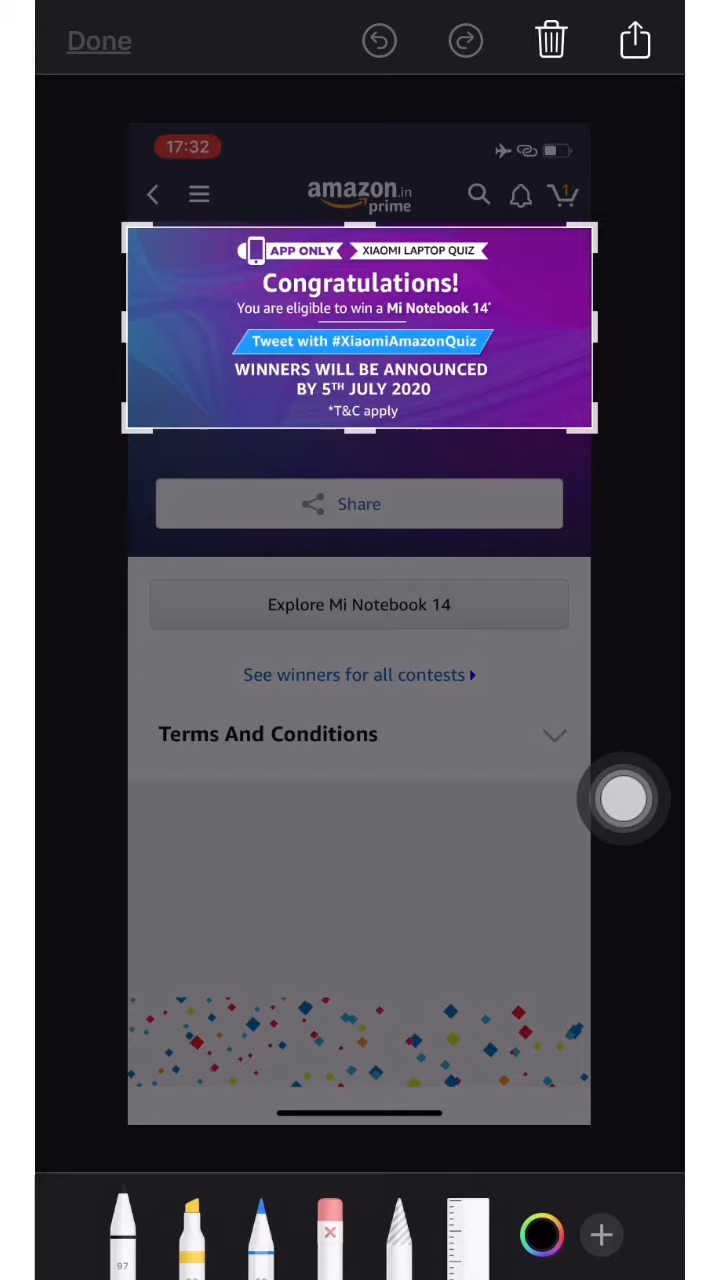 Done
17:32
amazon.in
prime
1
APP ONLY XIAOMI LAPTOP QUIZ
Congratulations!
You are eligible to win a Mi Notebook 14*
Tweet with #XiaomiAmazonQuiz
WINNERS WILL BE ANNOUNCED
BY 5TH JULY 2020
*T&C apply
Share
Explore Mi Notebook 14
See winners for all contests
Terms And Conditions
97